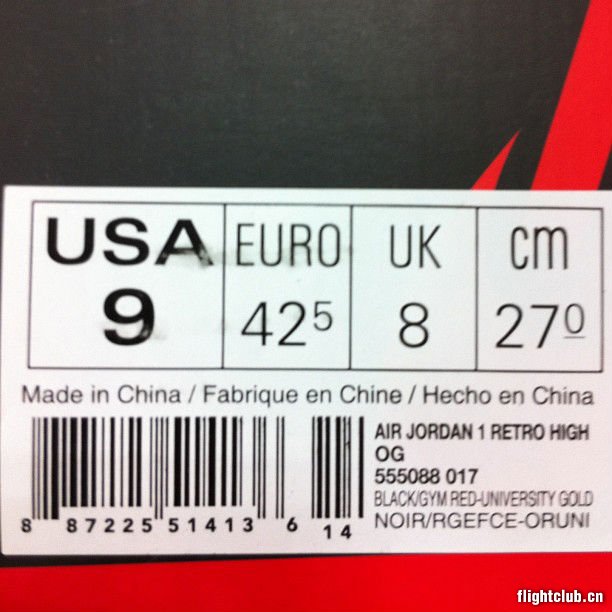 USA EURO UK cm
9 42⁵ 8 27⁰
Made in China / Fabrique en Chine / Hecho en China
AIR JORDAN 1 RETRO HIGH
OG
555088 017
BLACK/GYM RED-UNIVERSITY GOLD
NOIR/RGEFCE-ORUNI
8 87225 51413 6 14
flightclub.cn